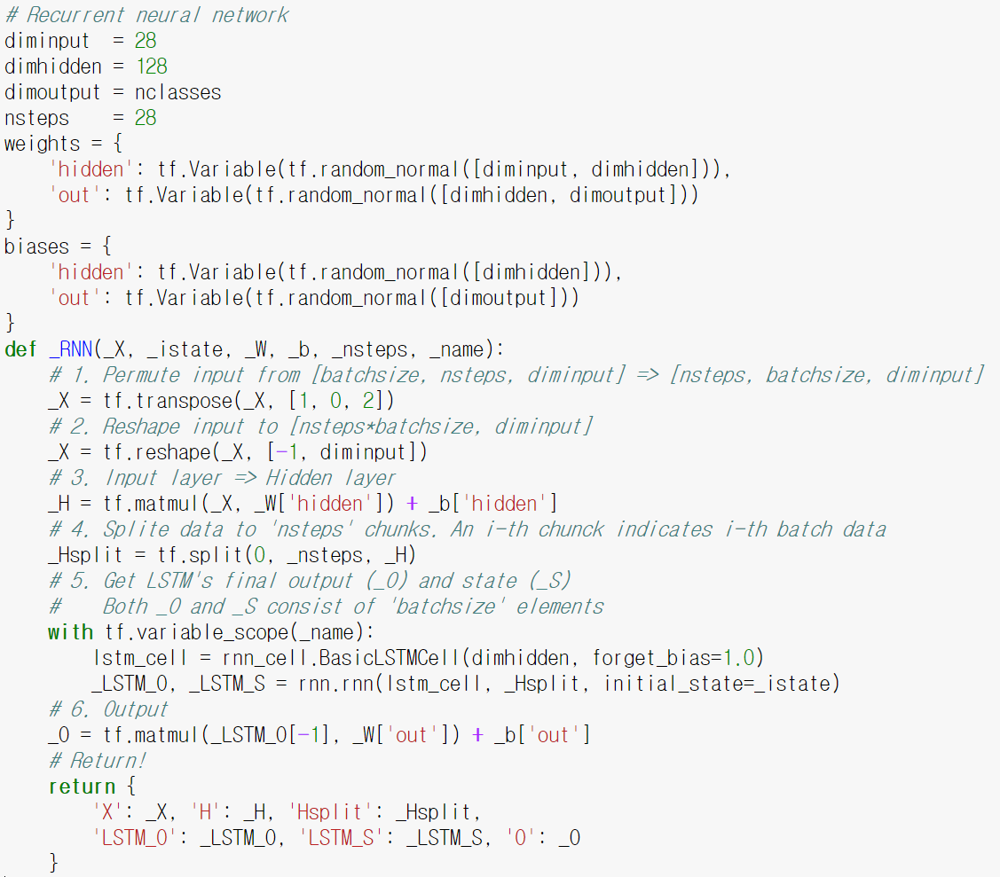 # Recurrent neural network
diminput  = 28
dimhidden = 128
dimoutput = nclasses
nsteps    = 28
weights = {
    'hidden': tf.Variable(tf.random_normal([diminput, dimhidden])),
    'out': tf.Variable(tf.random_normal([dimhidden, dimoutput]))
}
biases = {
    'hidden': tf.Variable(tf.random_normal([dimhidden])),
    'out': tf.Variable(tf.random_normal([dimoutput]))
}
def _RNN(_X, _istate, _W, _b, _nsteps, _name):
    # 1. Permute input from [batchsize, nsteps, diminput] => [nsteps, batchsize, diminput]
    _X = tf.transpose(_X, [1, 0, 2])
    # 2. Reshape input to [nsteps*batchsize, diminput]
    _X = tf.reshape(_X, [-1, diminput])
    # 3. Input layer => Hidden layer
    _H = tf.matmul(_X, _W['hidden']) + _b['hidden']
    # 4. Splite data to 'nsteps' chunks. An i-th chunck indicates i-th batch data
    _Hsplit = tf.split(0, _nsteps, _H)
    # 5. Get LSTM's final output (_O) and state (_S)
    #    Both _O and _S consist of 'batchsize' elements
    with tf.variable_scope(_name):
        lstm_cell = rnn_cell.BasicLSTMCell(dimhidden, forget_bias=1.0)
        _LSTM_O, _LSTM_S = rnn.rnn(lstm_cell, _Hsplit, initial_state=_istate)
    # 6. Output
    _O = tf.matmul(_LSTM_O[-1], _W['out']) + _b['out']
    # Return!
    return {
        'X': _X, 'H': _H, 'Hsplit': _Hsplit,
        'LSTM_O': _LSTM_O, 'LSTM_S': _LSTM_S, 'O': _O
    }